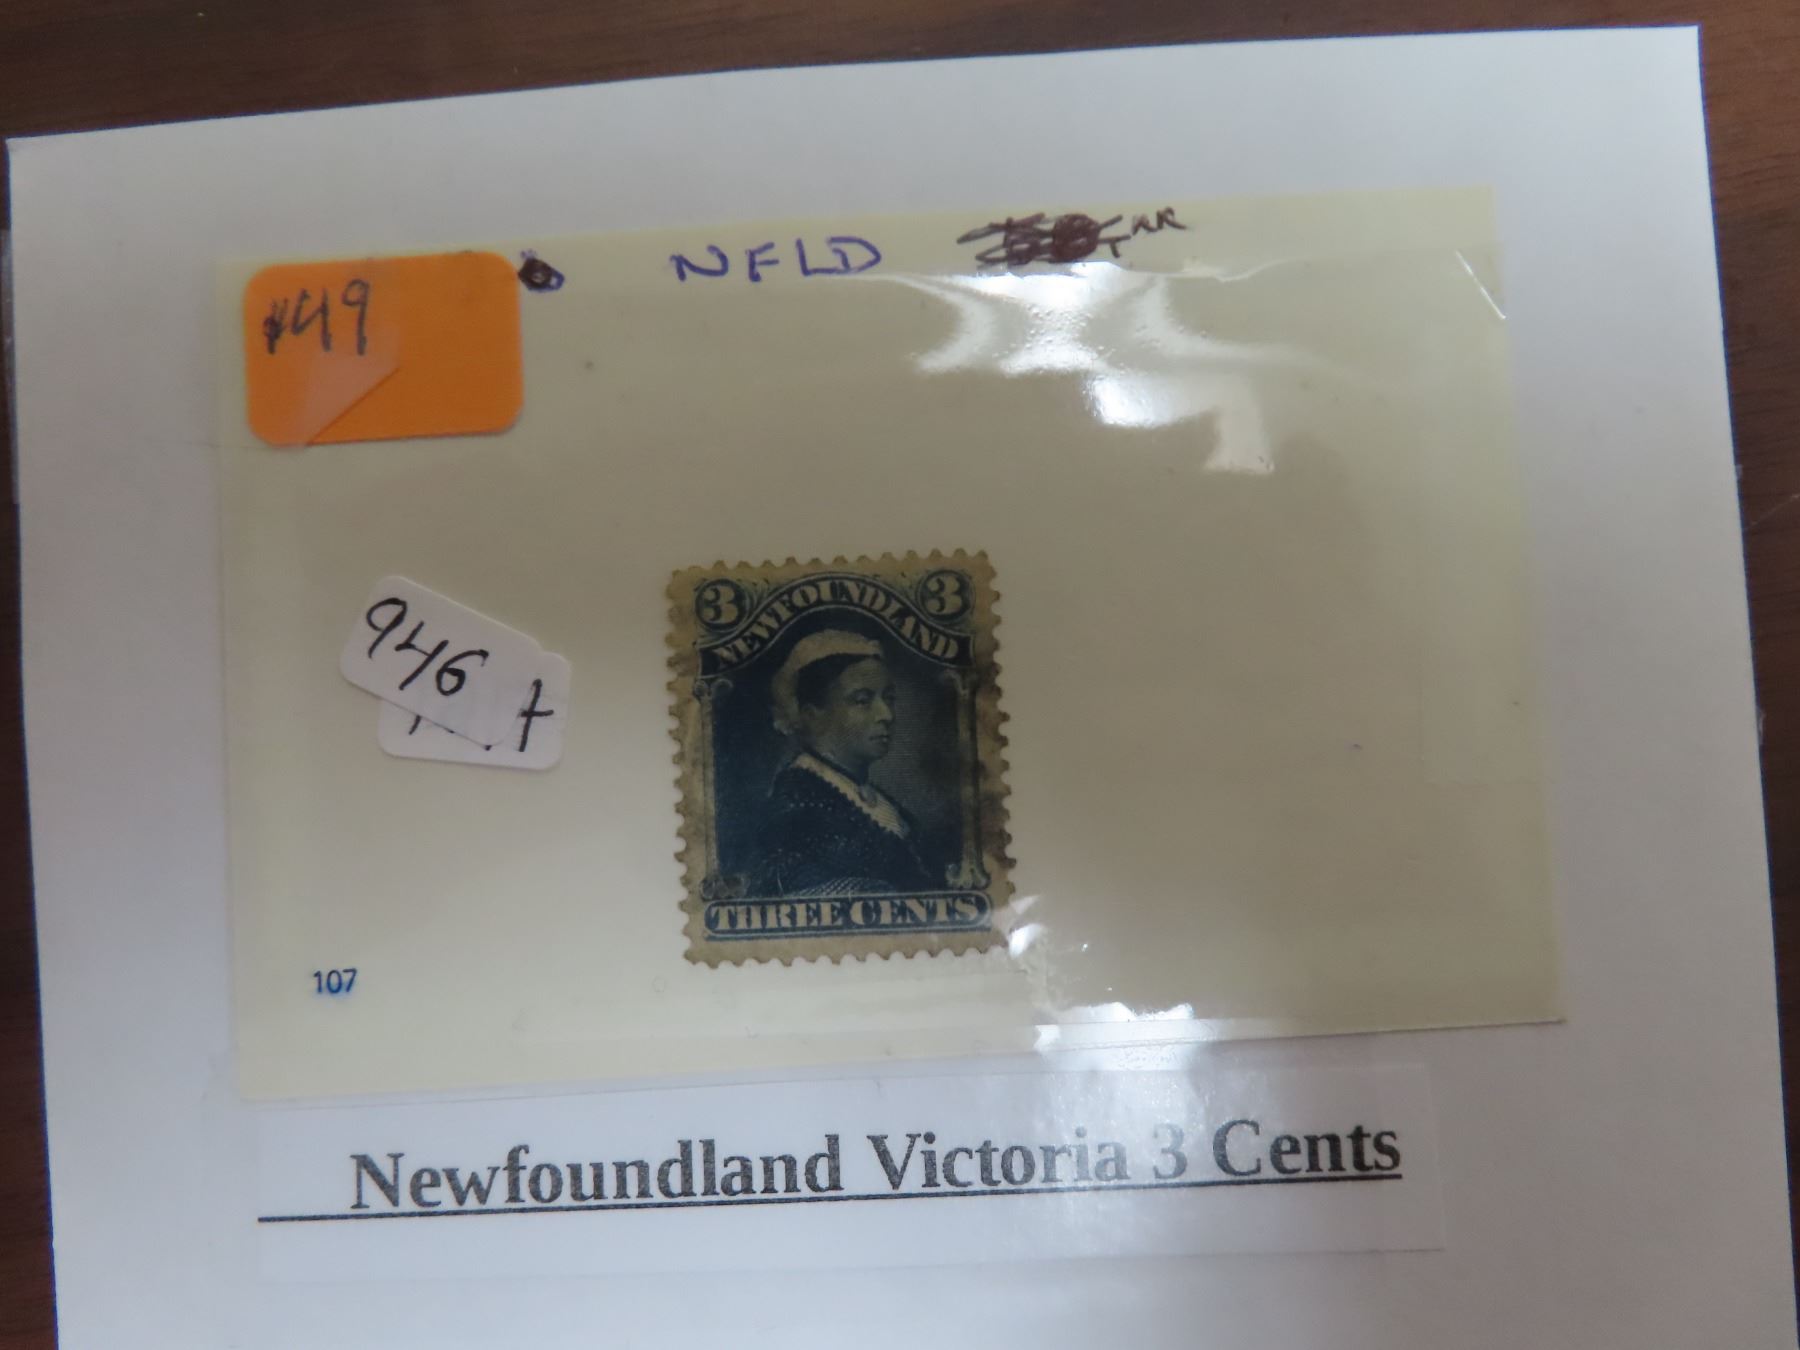 #49
NFLD
946
3 3
NEWFOUNDLAND
THREE CENTS
107
Newfoundland Victoria 3 Cents